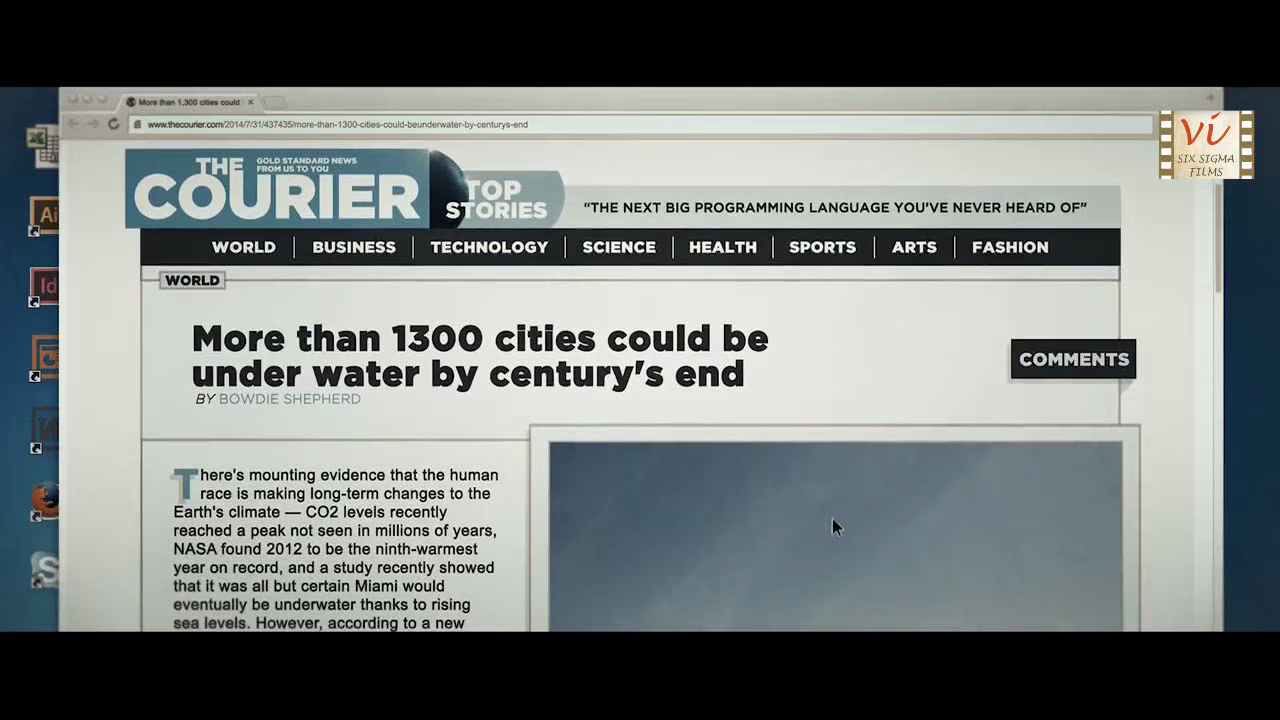 More than 1,300 cities could
www.thecourier.com/2014/7/31/437435/more-than-1300-cities-could-beunderwater-by-centurys-end
vi
SIX SIGMA
FILMS
THE
COURIER
GOLD STANDARD NEWS
FROM US TO YOU
TOP
STORIES
“THE NEXT BIG PROGRAMMING LANGUAGE YOU’VE NEVER HEARD OF”
WORLD
BUSINESS
TECHNOLOGY
SCIENCE
HEALTH
SPORTS
ARTS
FASHION
WORLD
More than 1300 cities could be
under water by century's end
BY BOWDIE SHEPHERD
COMMENTS
There's mounting evidence that the human
race is making long-term changes to the
Earth's climate — CO2 levels recently
reached a peak not seen in millions of years,
NASA found 2012 to be the ninth-warmest
year on record, and a study recently showed
that it was all but certain Miami would
eventually be underwater thanks to rising
sea levels. However, according to a new
Ai
Id
S